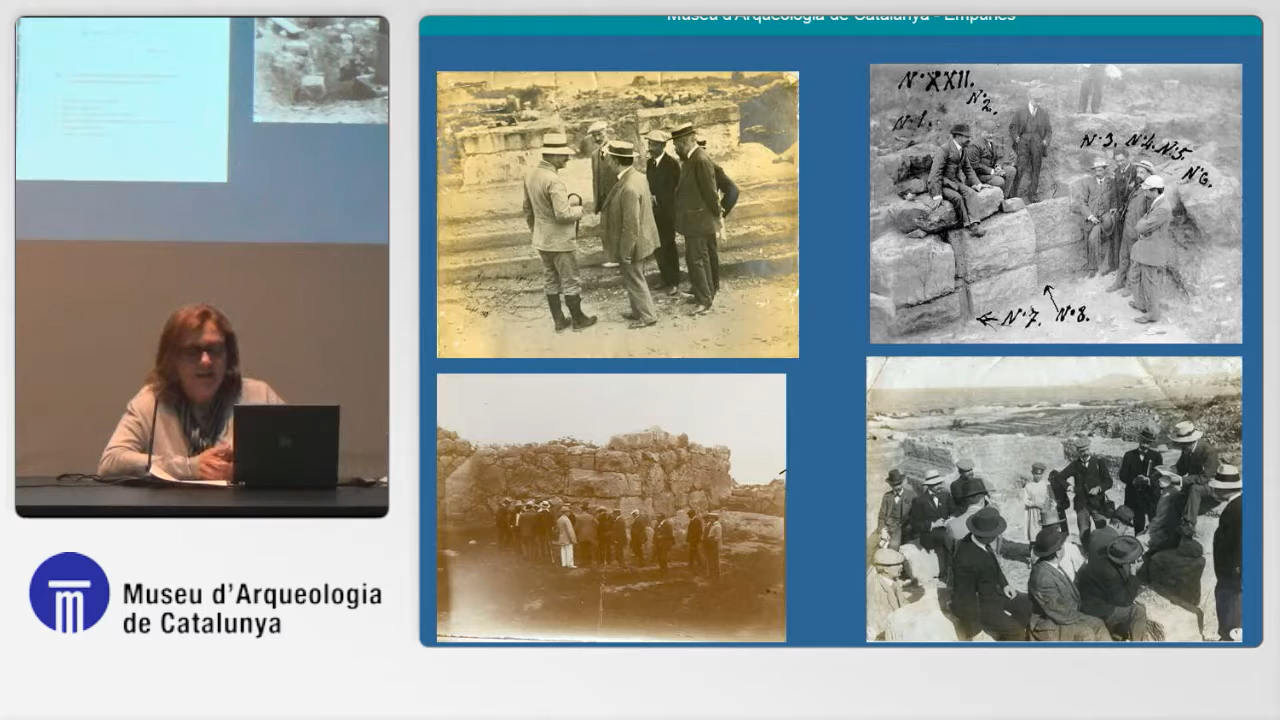 Museu d'Arqueologia de Catalunya - Empúries
N·XXII.
N·2.
N·1.
N·3. N·4. N·5.
N·6.
N·7. N·8.
Museu d'Arqueologia
de Catalunya